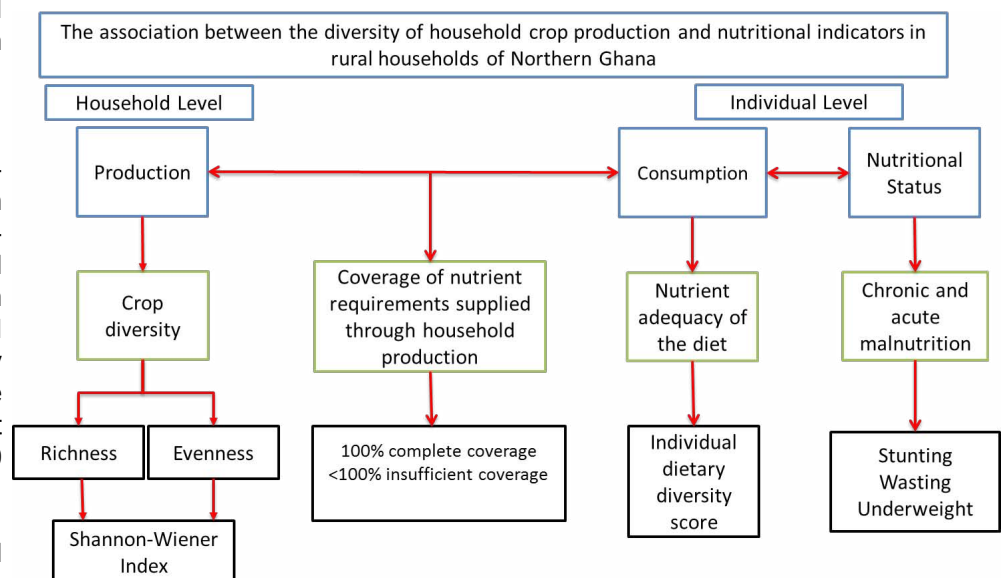 The association between the diversity of household crop production and nutritional indicators in
rural households of Northern Ghana
Household Level
Individual Level
Production
Consumption
Nutritional
Status
Crop
diversity
Coverage of nutrient
requirements supplied
through household
production
Nutrient
adequacy of
the diet
Chronic and
acute
malnutrition
Richness
Evenness
100% complete coverage
<100% insufficient coverage
Individual
dietary
diversity
score
Stunting
Wasting
Underweight
Shannon-Wiener
Index